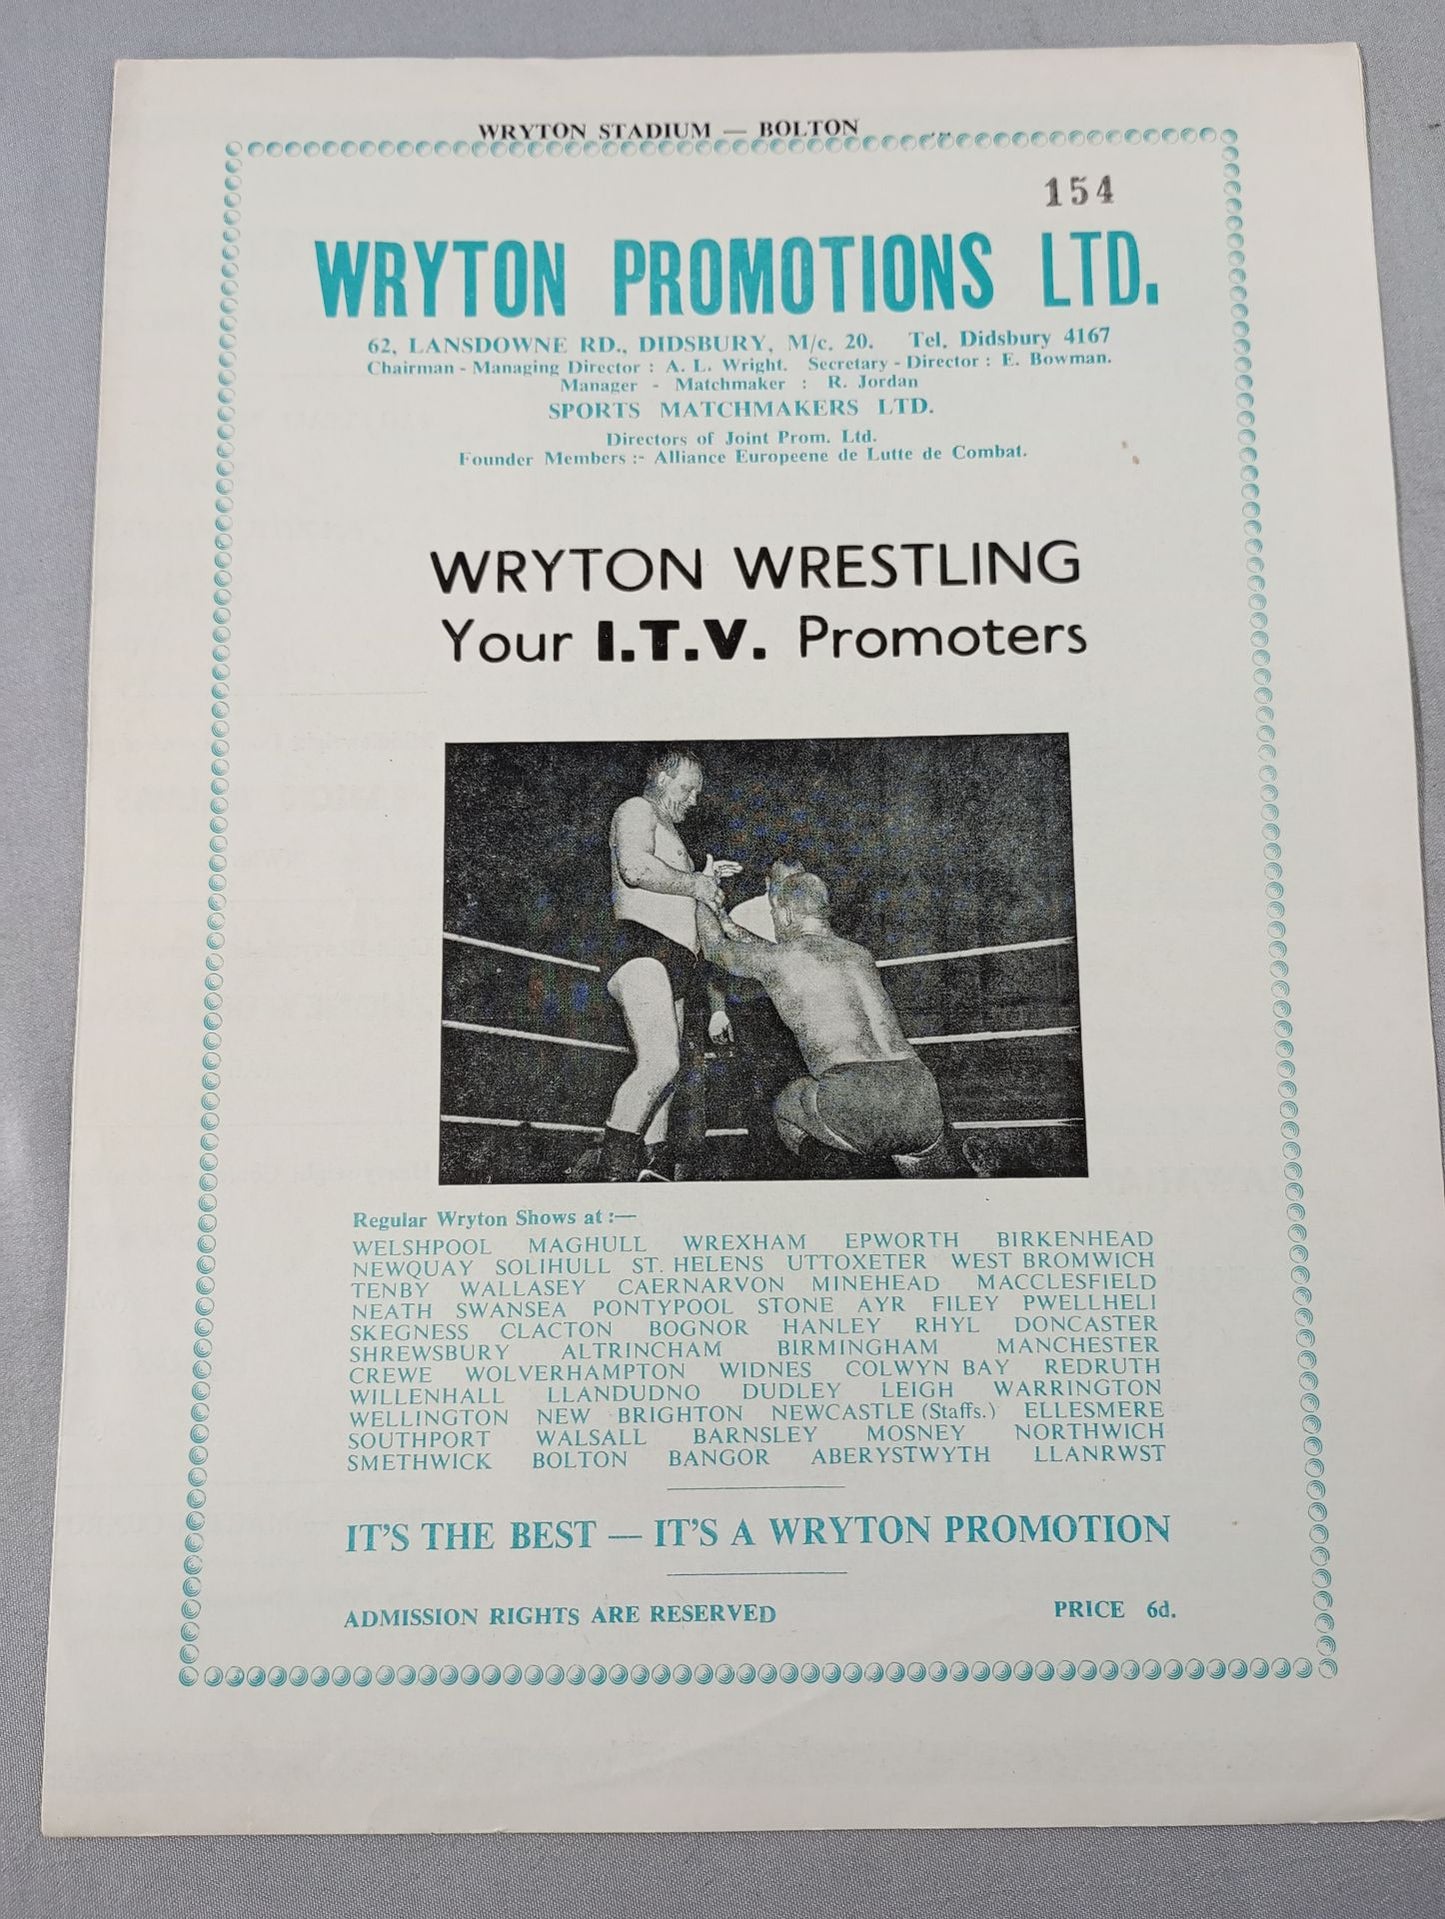 WRYTON STADIUM — BOLTON
154
WRYTON PROMOTIONS LTD.
62, LANSDOWNE RD., DIDSBURY, M/c. 20. Tel. Didsbury 4167
Chairman - Managing Director : A. L. Wright. Secretary - Director : E. Bowman.
Manager - Matchmaker : R. Jordan
SPORTS MATCHMAKERS LTD.
Directors of Joint Prom. Ltd.
Founder Members :- Alliance Europeene de Lutte de Combat.
WRYTON WRESTLING
Your I.T.V. Promoters
Regular Wryton Shows at :—
WELSHPOOL MAGHULL WREXHAM EPWORTH BIRKENHEAD
NEWQUAY SOLIHULL ST. HELENS UTTOXETER WEST BROMWICH
TENBY WALLASEY CAERNARVON MINEHEAD MACCLESFIELD
NEATH SWANSEA PONTYPOOL STONE AYR FILEY PWELLHELI
SKEGNESS CLACTON BOGNOR HANLEY RHYL DONCASTER
SHREWSBURY ALTRINCHAM BIRMINGHAM MANCHESTER
CREWE WOLVERHAMPTON WIDNES COLWYN BAY REDRUTH
WILLENHALL LLANDUDNO DUDLEY LEIGH WARRINGTON
WELLINGTON NEW BRIGHTON NEWCASTLE (Staffs.) ELLESMERE
SOUTHPORT WALSALL BARNSLEY MOSNEY NORTHWICH
SMETHWICK BOLTON BANGOR ABERYSTWYTH LLANRWST
IT'S THE BEST — IT'S A WRYTON PROMOTION
ADMISSION RIGHTS ARE RESERVED PRICE 6d.